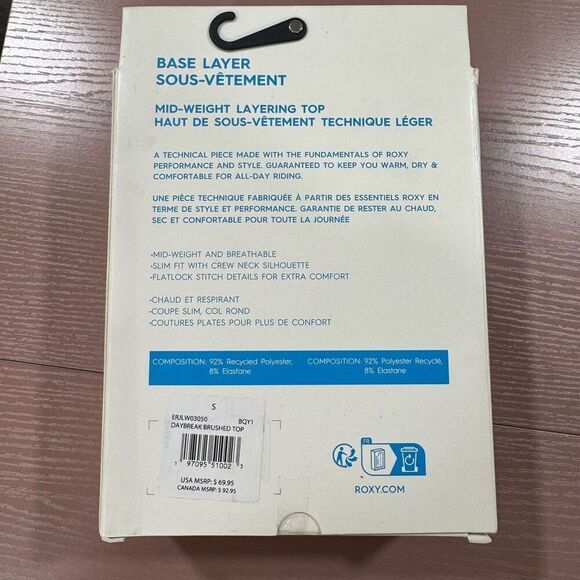 BASE LAYER
SOUS-VÊTEMENT
MID-WEIGHT LAYERING TOP
HAUT DE SOUS-VÊTEMENT TECHNIQUE LÉGER
A TECHNICAL PIECE MADE WITH THE FUNDAMENTALS OF ROXY
PERFORMANCE AND STYLE. GUARANTEED TO KEEP YOU WARM, DRY &
COMFORTABLE FOR ALL-DAY RIDING.
UNE PIÈCE TECHNIQUE FABRIQUÉE À PARTIR DES ESSENTIELS ROXY EN
TERME DE STYLE ET PERFORMANCE. GARANTIE DE RESTER AU CHAUD,
SEC ET CONFORTABLE POUR TOUTE LA JOURNÉE
•MID-WEIGHT AND BREATHABLE
•SLIM FIT WITH CREW NECK SILHOUETTE
•FLATLOCK STITCH DETAILS FOR EXTRA COMFORT
•CHAUD ET RESPIRANT
•COUPE SLIM, COL ROND
•COUTURES PLATES POUR PLUS DE CONFORT
COMPOSITION: 92% Recycled Polyester,
8% Elastane
COMPOSITION: 92% Polyester Recyclé,
8% Elastane
S
ERJLW03050 BQY1
DAYBREAK BRUSHED TOP
1 97095 51002 3
USA MSRP: $ 69.95
CANADA MSRP: $ 92.95
FR
ROXY.COM